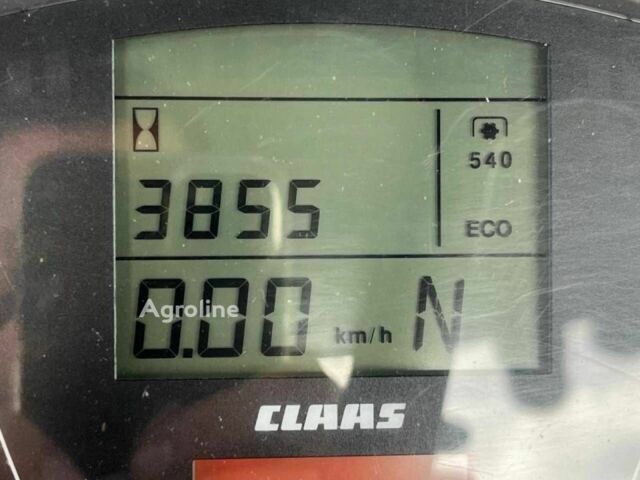 540
3855
ECO
Agroline
0.00 km/h N
CLAAS